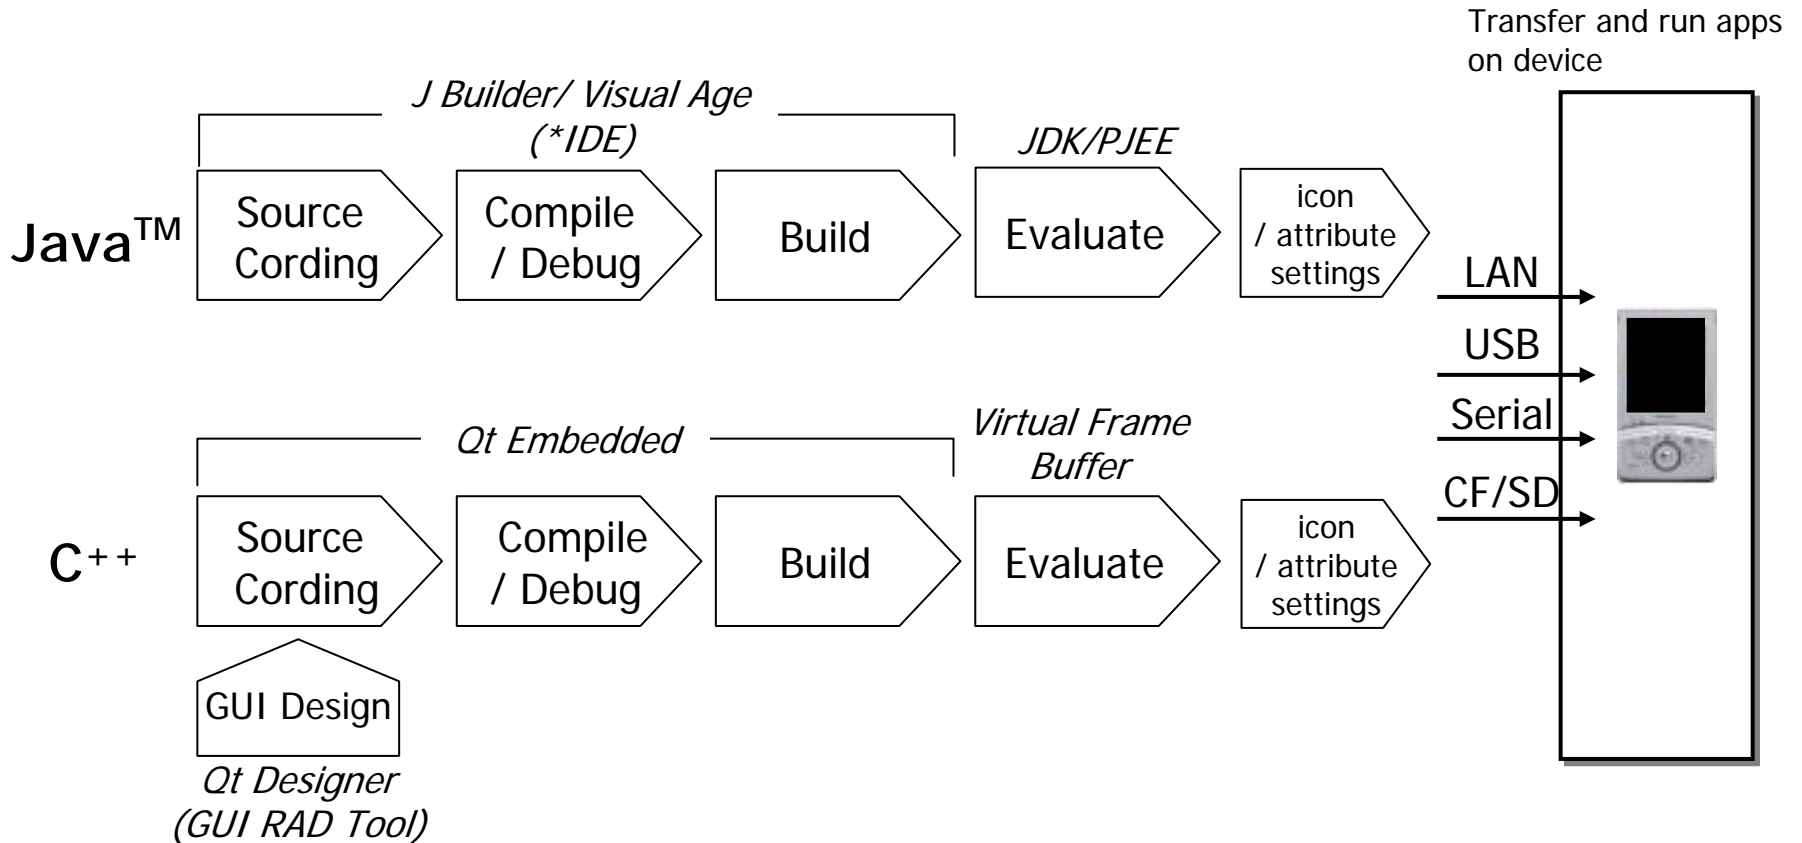 Transfer and run apps
on device
J Builder/ Visual Age
(*IDE)
JDK/PJEE
Java™
Source
Cording
Compile
/ Debug
Build
Evaluate
icon
/ attribute
settings
LAN
USB
Serial
CF/SD
Qt Embedded
Virtual Frame
Buffer
C++
Source
Cording
Compile
/ Debug
Build
Evaluate
icon
/ attribute
settings
GUI Design
Qt Designer
(GUI RAD Tool)